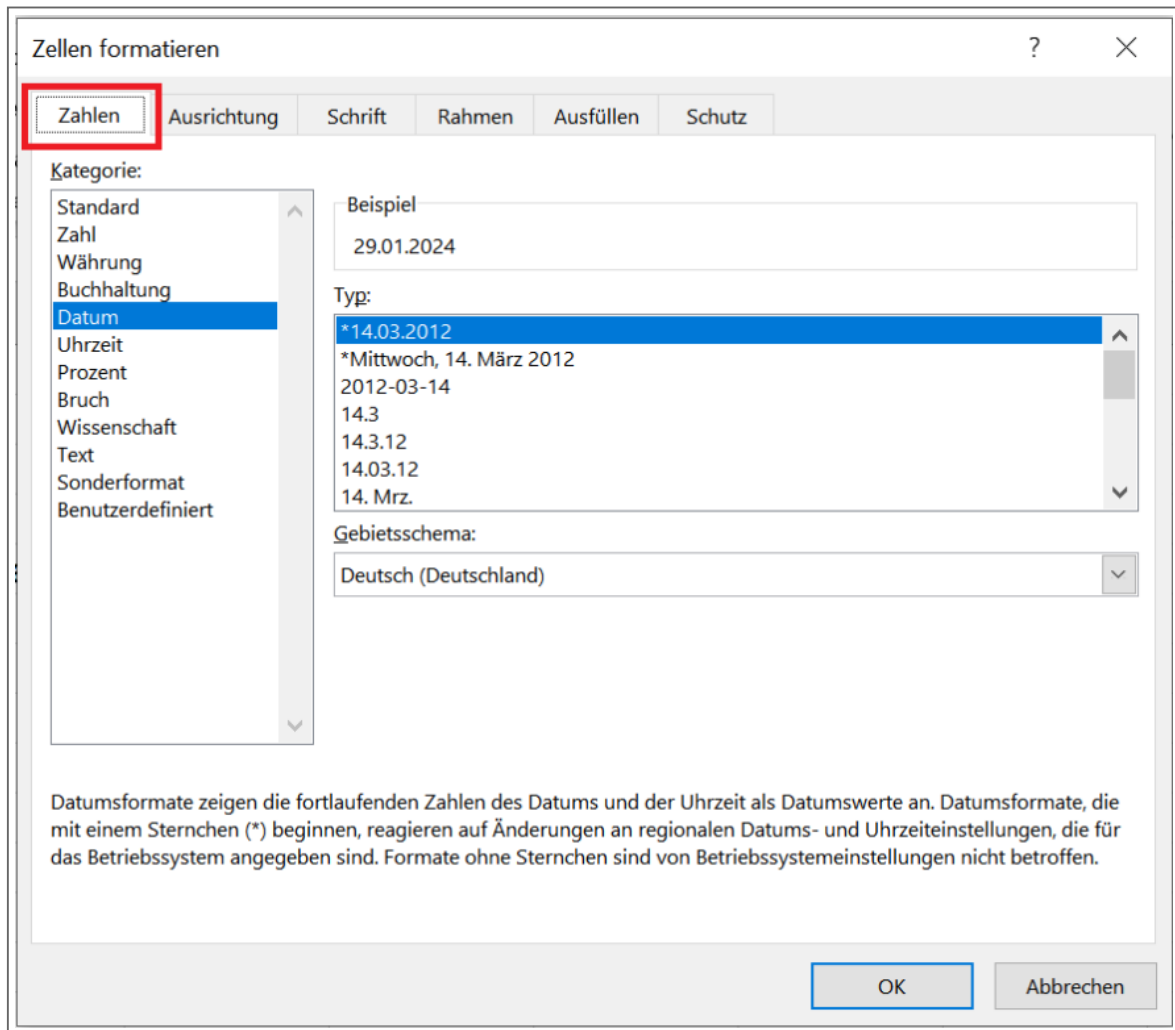 Zellen formatieren
?
Zahlen
Ausrichtung
Schrift
Rahmen
Ausfüllen
Schutz
Kategorie:
Standard
Zahl
Währung
Buchhaltung
Datum
Uhrzeit
Prozent
Bruch
Wissenschaft
Text
Sonderformat
Benutzerdefiniert
Beispiel
29.01.2024
Typ:
*14.03.2012
*Mittwoch, 14. März 2012
2012-03-14
14.3
14.3.12
14.03.12
14. Mrz.
Gebietsschema:
Deutsch (Deutschland)
Datumsformate zeigen die fortlaufenden Zahlen des Datums und der Uhrzeit als Datumswerte an. Datumsformate, die
mit einem Sternchen (*) beginnen, reagieren auf Änderungen an regionalen Datums- und Uhrzeiteinstellungen, die für
das Betriebssystem angegeben sind. Formate ohne Sternchen sind von Betriebssystemeinstellungen nicht betroffen.
OK
Abbrechen